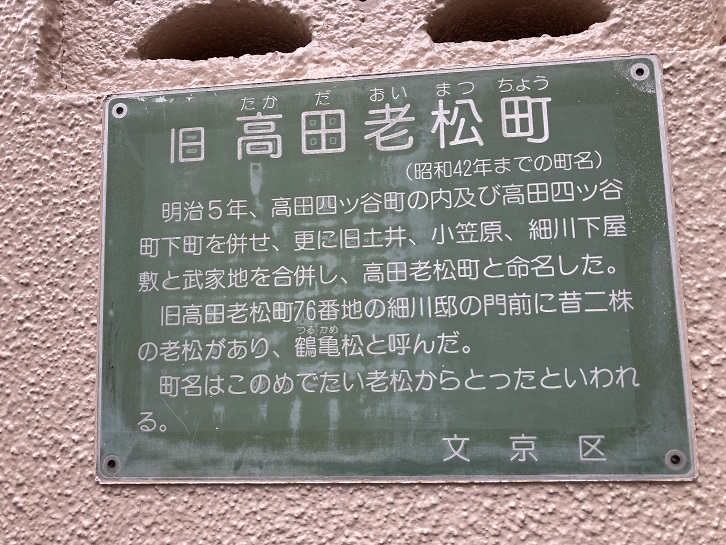 たか だ おい まつ ちよう
旧 高田老松町
（昭和42年までの町名）
明治５年、高田四ツ谷町の内及び高田四ツ谷
町下町を併せ、更に旧土井、小笠原、細川下屋
敷と武家地を合併し、高田老松町と命名した。
旧高田老松町76番地の細川邸の門前に昔二株
つる かめ
の老松があり、鶴亀松と呼んだ。
町名はこのめでたい老松からとったといわれ
る。
文京区